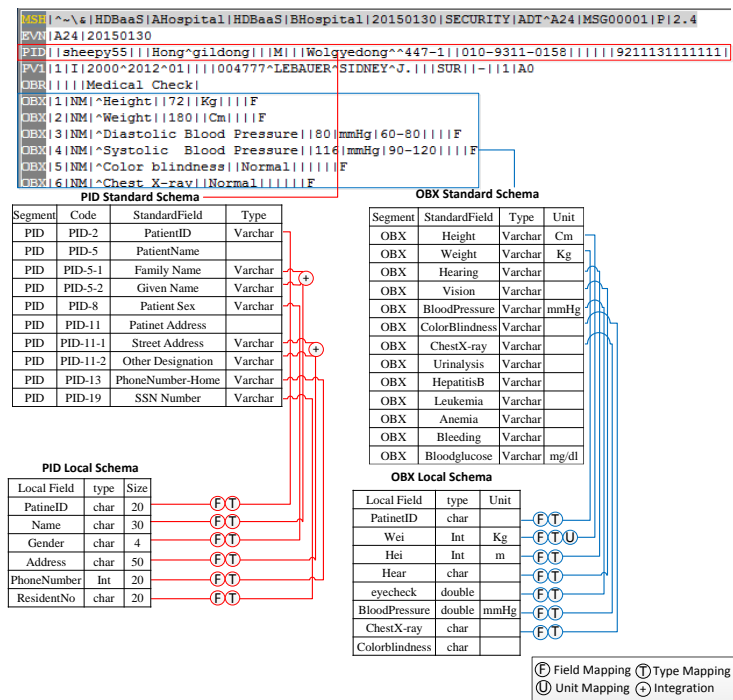 MSH|^~\&|HDBaaS|AHospital|HDBaaS|BHospital|20150130|SECURITY|ADT^A24|MSG00001|P|2.4
EVN|A24|20150130
PID||sheepy55|||Hong^gildong|||M|||Wolgyedong^^447-1||010-9311-0158||||||9211131111111|
PV1|1|I|2000^2012^01||||004777^LEBAUER^SIDNEY^J.|||SUR||-||1|A0
OBR|||||Medical Check|
OBX|1|NM|^Height||72||Kg||||F
OBX|2|NM|^Weight||180||Cm||||F
OBX|3|NM|^Diastolic Blood Pressure||80|mmHg|60-80||||F
OBX|4|NM|^Systolic  Blood Pressure||116|mmHg|90-120||||F
OBX|5|NM|^Color blindness||Normal||||||F
OBX|6|NM|^Chest X-ray||Normal||||||F
PID Standard Schema
Segment Code StandardField Type
PID PID-2 PatientID Varchar
PID PID-5 PatientName
PID PID-5-1 Family Name Varchar
PID PID-5-2 Given Name Varchar
PID PID-8 Patient Sex Varchar
PID PID-11 Patinet Address
PID PID-11-1 Street Address Varchar
PID PID-11-2 Other Designation Varchar
PID PID-13 PhoneNumber-Home Varchar
PID PID-19 SSN Number Varchar
+
+
OBX Standard Schema
Segment StandardField Type Unit
OBX Height Varchar Cm
OBX Weight Varchar Kg
OBX Hearing Varchar
OBX Vision Varchar
OBX BloodPressure Varchar mmHg
OBX ColorBlindness Varchar
OBX ChestX-ray Varchar
OBX Urinalysis Varchar
OBX HepatitisB Varchar
OBX Leukemia Varchar
OBX Anemia Varchar
OBX Bleeding Varchar
OBX Bloodglucose Varchar mg/dl
PID Local Schema
Local Field type Size
PatineID char 20 F T
Name char 30 F T
Gender char 4 F T
Address char 50 F T
PhoneNumber Int 20 F T
ResidentNo char 20 F T
OBX Local Schema
Local Field type Unit
PatinetID char F T
Wei Int Kg F T U
Hei Int m F T
Hear char F T
eyecheck double F T
BloodPressure double mmHg F T
ChestX-ray char F T
Colorblindness char
F Field Mapping T Type Mapping
U Unit Mapping + Integration